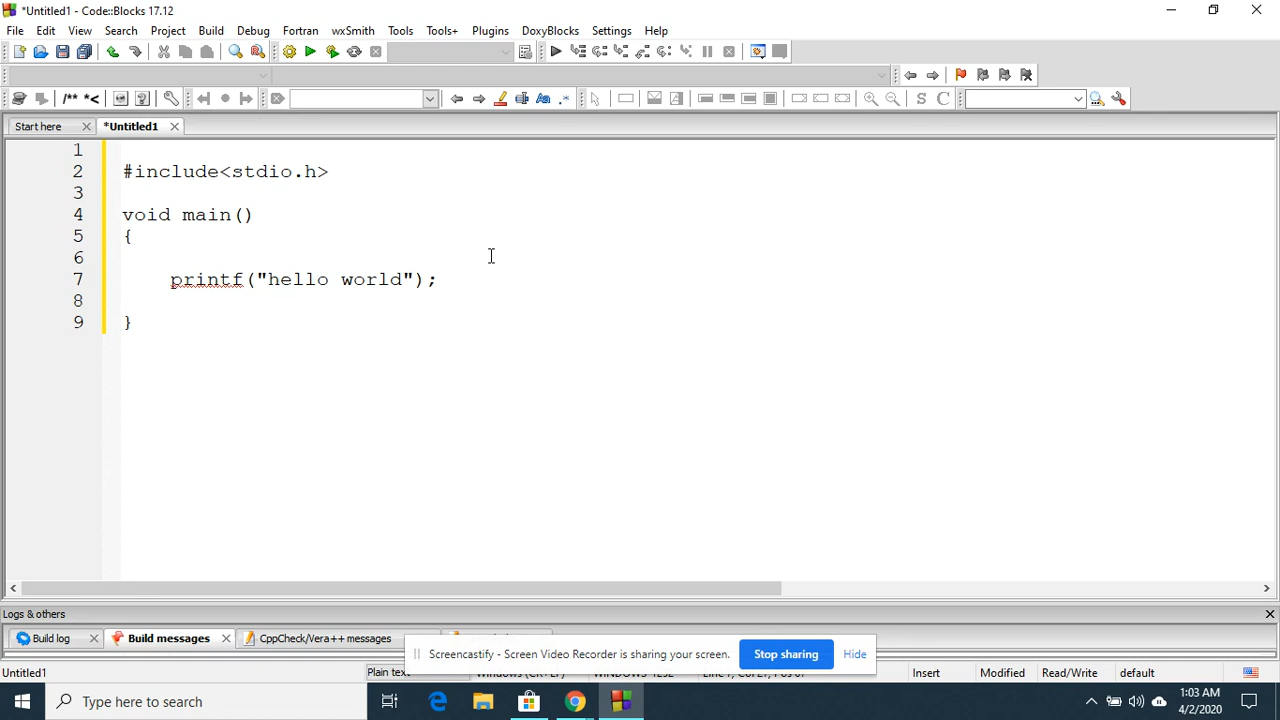 *Untitled1 - Code::Blocks 17.12
File Edit View Search Project Build Debug Fortran wxSmith Tools Tools+ Plugins DoxyBlocks Settings Help
/** *<
S C
Start here *Untitled1
1
2 #include<stdio.h>
3
4 void main()
5 {
6
7 printf("hello world");
8
9 }
Logs & others
Build log Build messages CppCheck/Vera++ messages
Screencastify - Screen Video Recorder is sharing your screen. Stop sharing Hide
Untitled1 Plain text Insert Modified Read/Write default
Type here to search
1:03 AM
4/2/2020